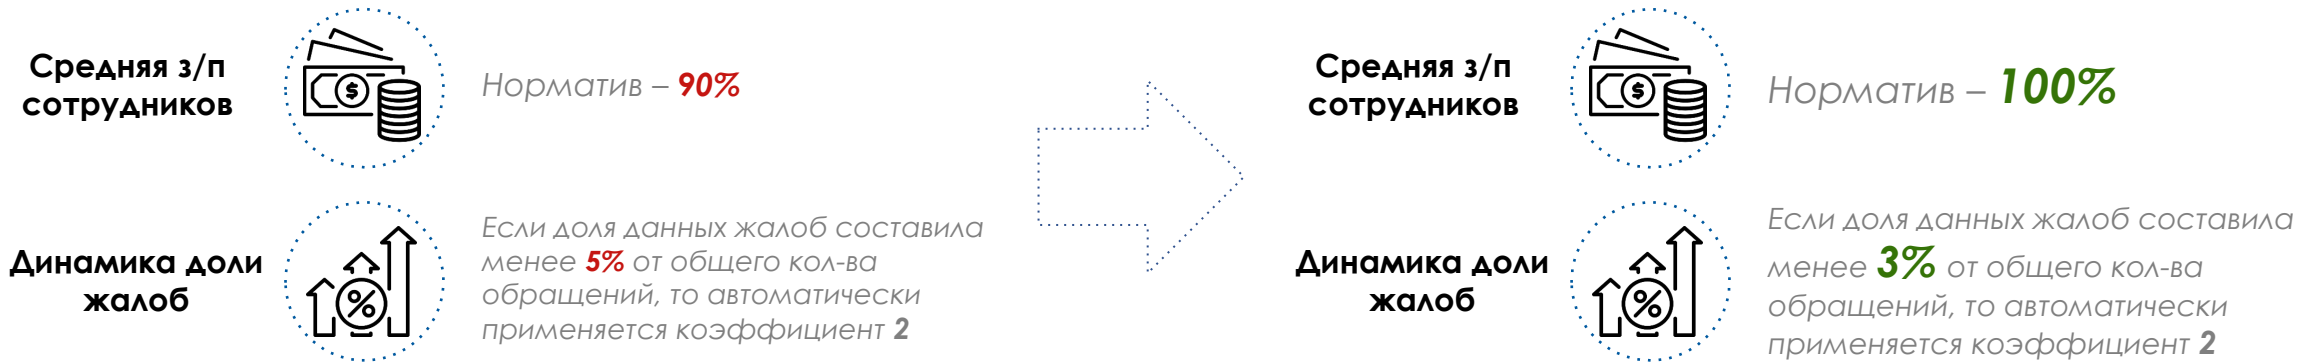 Средняя з/п
сотрудников
Норматив – 90%
Динамика доли
жалоб
Если доля данных жалоб составила
менее 5% от общего кол-ва
обращений, то автоматически
применяется коэффициент 2
Средняя з/п
сотрудников
Норматив – 100%
Динамика доли
жалоб
Если доля данных жалоб составила
менее 3% от общего кол-ва
обращений, то автоматически
применяется коэффициент 2